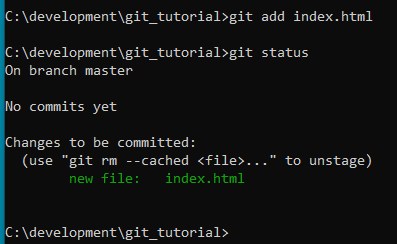 C:\development\git_tutorial>git add index.html
C:\development\git_tutorial>git status
On branch master
No commits yet
Changes to be committed:
(use "git rm --cached <file>..." to unstage)
new file: index.html
C:\development\git_tutorial>